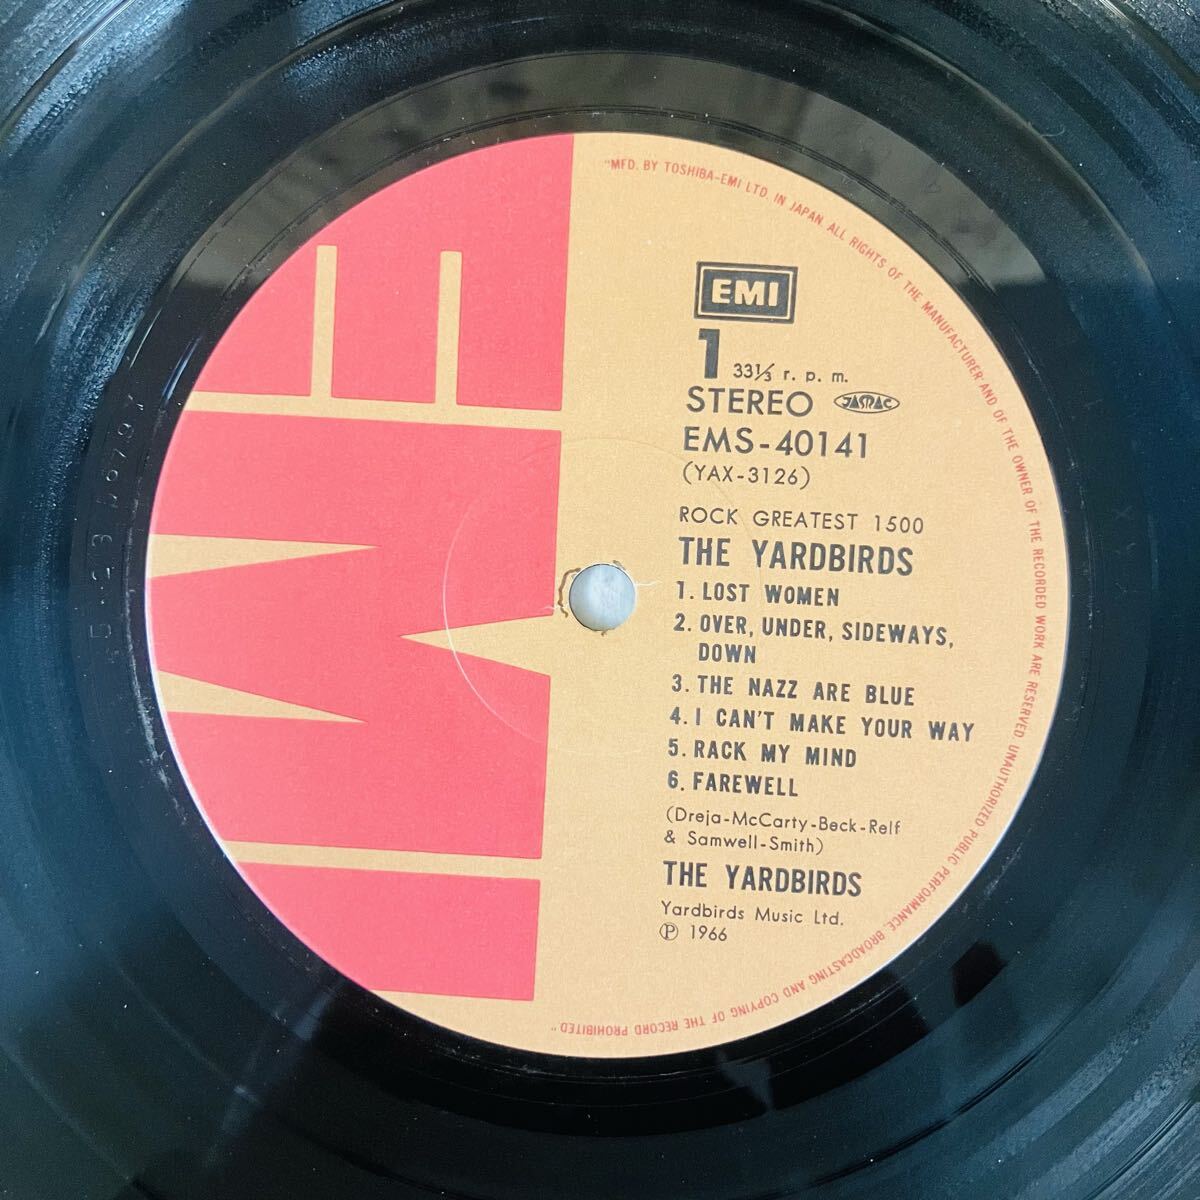 "MFD. BY TOSHIBA-EMI LTD. IN JAPAN. ALL RIGHTS OF THE MANUFACTURER AND OF THE OWNER OF THE RECORDED WORK ARE RESERVED. UNAUTHORIZED PUBLIC PERFORMANCE, BROADCASTING AND COPYING OF THE RECORD PROHIBITED"
EMI
EMI
1
33⅓ r. p. m.
STEREO JASRAC
EMS-40141
(YAX-3126)
ROCK GREATEST 1500
THE YARDBIRDS
1. LOST WOMEN
2. OVER, UNDER, SIDEWAYS,
DOWN
3. THE NAZZ ARE BLUE
4. I CAN'T MAKE YOUR WAY
5. RACK MY MIND
6. FAREWELL
(Dreja-McCarty-Beck-Relf
& Samwell-Smith)
THE YARDBIRDS
Yardbirds Music Ltd.
Ⓟ 1966